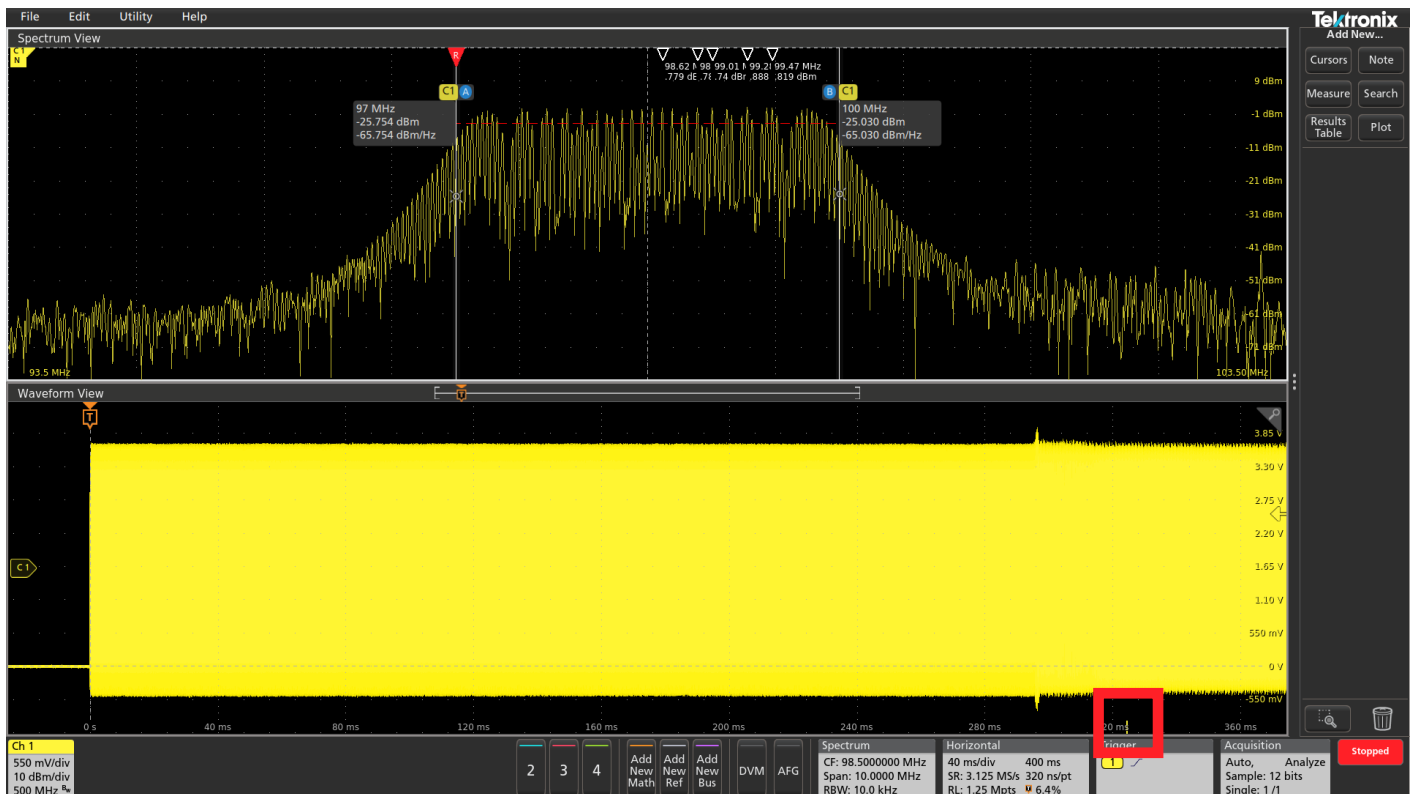 File Edit Utility Help
Tektronix
Add New...
Spectrum View
C1
N
R
98.62 98 99.01 99.2 99.47 MHz
.779 .74 .888 .819 dBm
C1 A
B C1
97 MHz
-25.754 dBm
-65.754 dBm/Hz
100 MHz
-25.030 dBm
-65.030 dBm/Hz
9 dBm
-1 dBm
-11 dBm
-21 dBm
-31 dBm
-41 dBm
-51 dBm
-61 dBm
-71 dBm
93.5 MHz
103.50 MHz
Cursors Note
Measure Search
Results
Table
Plot
Waveform View
T
T
C1
3.85 V
3.30 V
2.75 V
2.20 V
1.65 V
1.10 V
550 mV
0 V
-550 mV
0 s 40 ms 80 ms 120 ms 160 ms 200 ms 240 ms 280 ms 20 ms 360 ms
Ch 1
550 mV/div
10 dBm/div
500 MHz
2 3 4
Add
New
Math
Add
New
Ref
Add
New
Bus
DVM AFG
Spectrum
CF: 98.5000000 MHz
Span: 10.0000 MHz
RBW: 10.0 kHz
Horizontal
40 ms/div 400 ms
SR: 3.125 MS/s 320 ns/pt
RL: 1.25 Mpts 6.4%
Trigger
1
Acquisition
Auto, Analyze
Sample: 12 bits
Single: 1 /1
Stopped